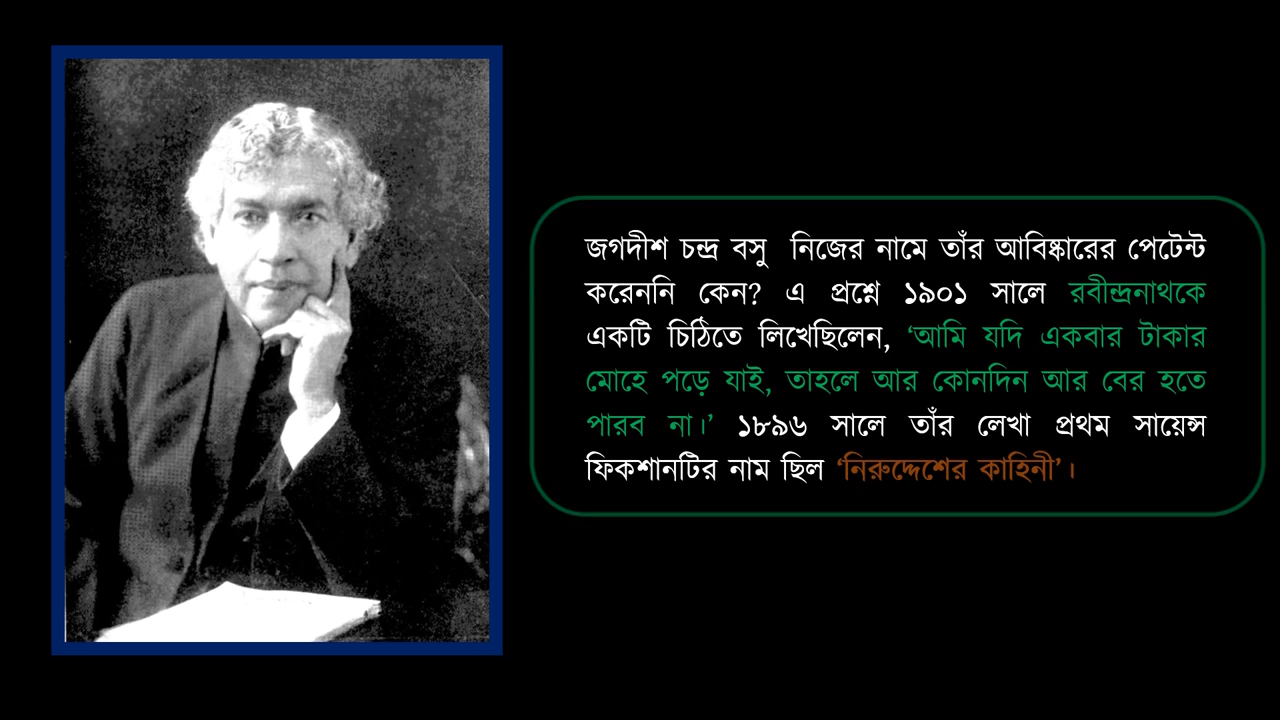 জগদীশ চন্দ্র বসু নিজের নামে তাঁর আবিষ্কারের পেটেন্ট
করেননি কেন? এ প্রশ্নে ১৯০১ সালে রবীন্দ্রনাথকে
একটি চিঠিতে লিখেছিলেন, ‘আমি যদি একবার টাকার
মোহে পড়ে যাই, তাহলে আর কোনদিন আর বের হতে
পারব না।’ ১৮৯৬ সালে তাঁর লেখা প্রথম সায়েন্স
ফিকশানটির নাম ছিল ‘নিরুদ্দেশের কাহিনী’।